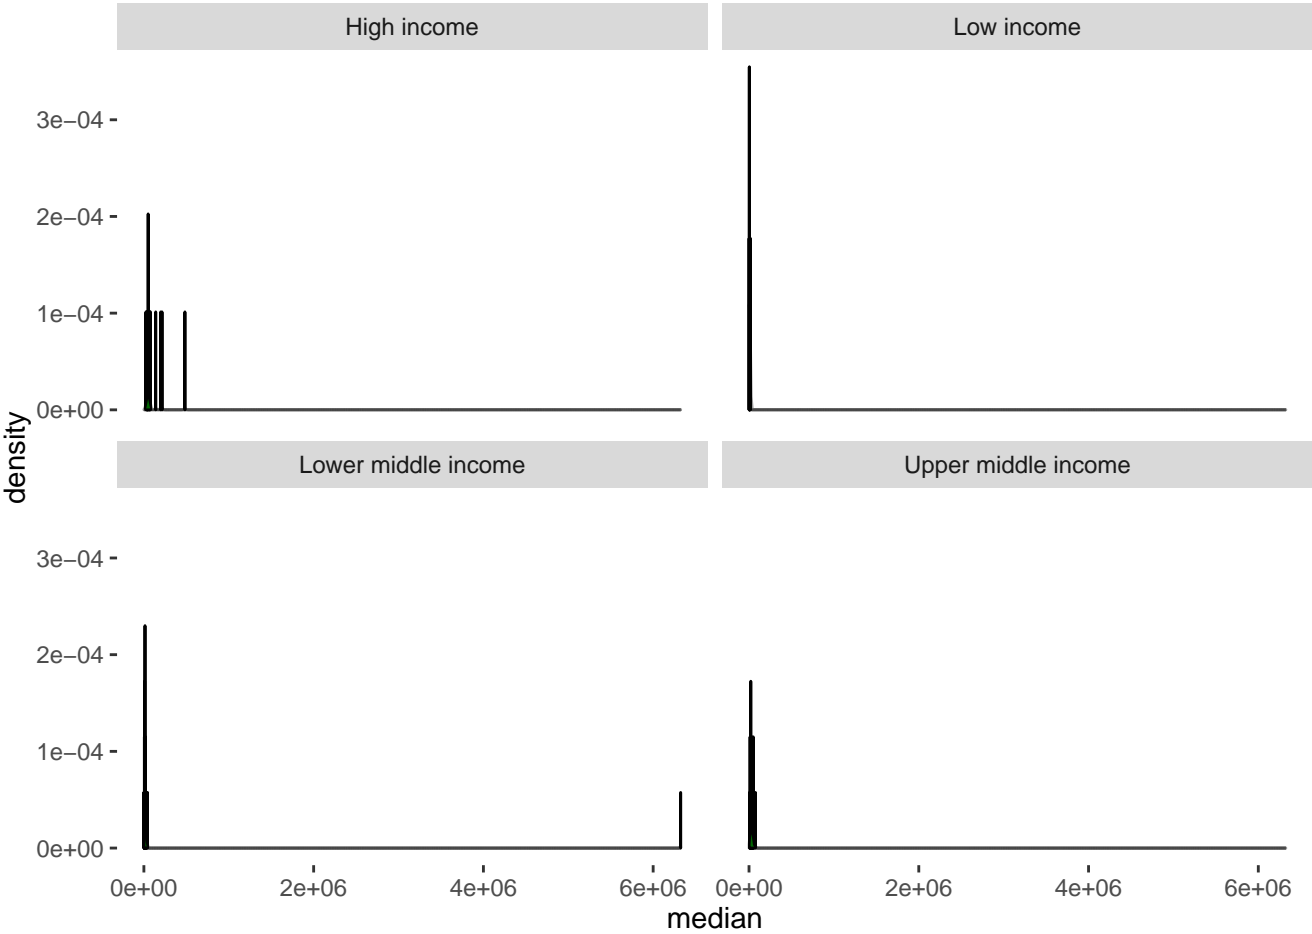 High income
Low income
3e−04
2e−04
1e−04
0e+00
density
Lower middle income
Upper middle income
3e−04
2e−04
1e−04
0e+00
0e+00 2e+06 4e+06 6e+06
0e+00 2e+06 4e+06 6e+06
median